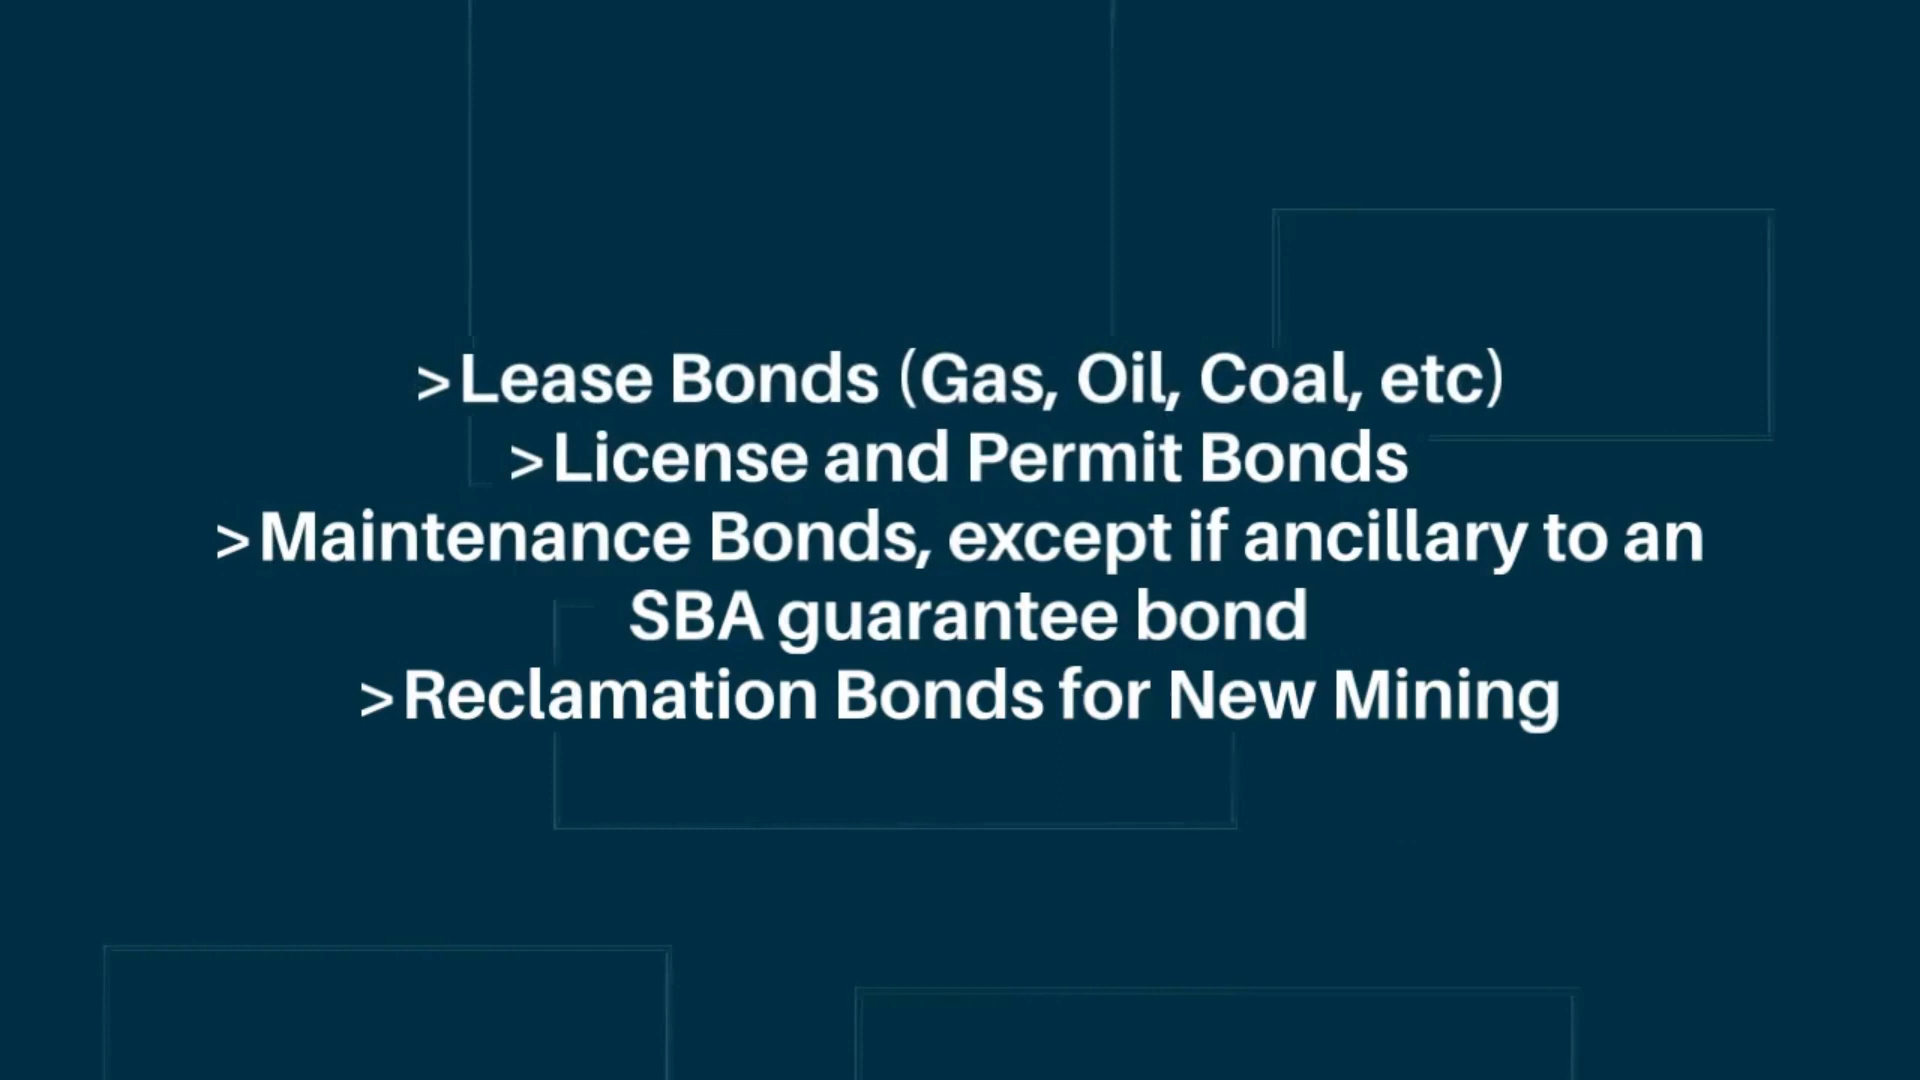 >Lease Bonds (Gas, Oil, Coal, etc)
>License and Permit Bonds
>Maintenance Bonds, except if ancillary to an
SBA guarantee bond
>Reclamation Bonds for New Mining